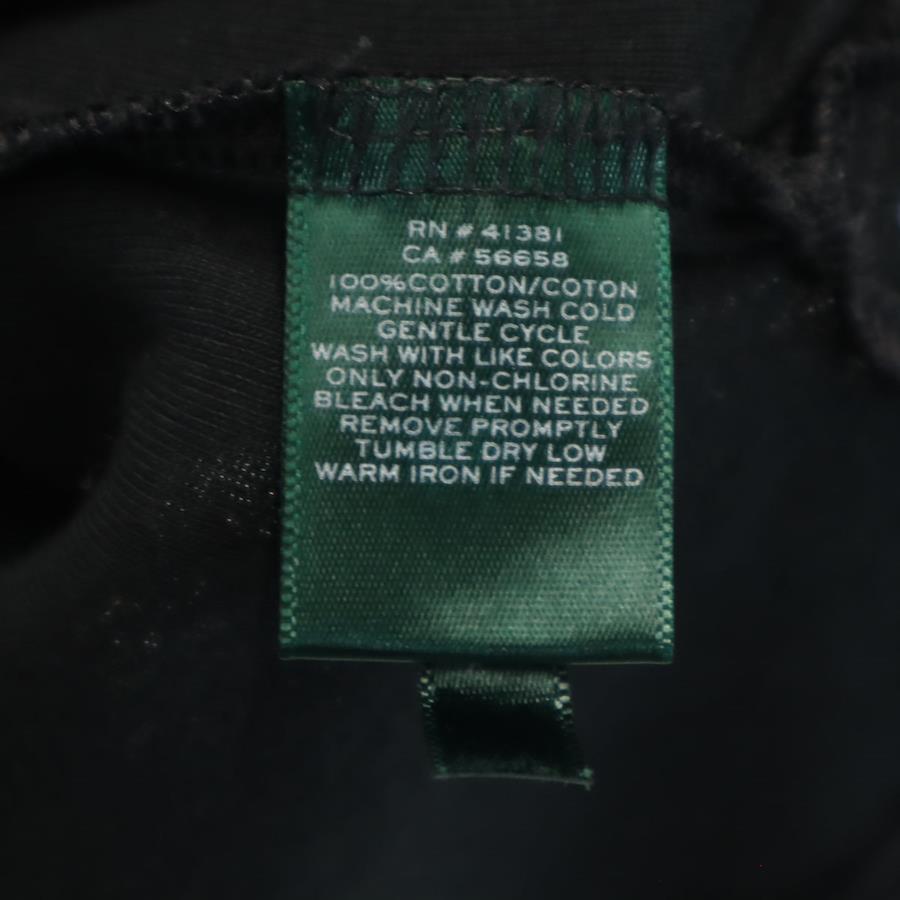 RN # 41381
CA # 56658
100% COTTON/COTON
MACHINE WASH COLD
GENTLE CYCLE
WASH WITH LIKE COLORS
ONLY NON-CHLORINE
BLEACH WHEN NEEDED
REMOVE PROMPTLY
TUMBLE DRY LOW
WARM IRON IF NEEDED